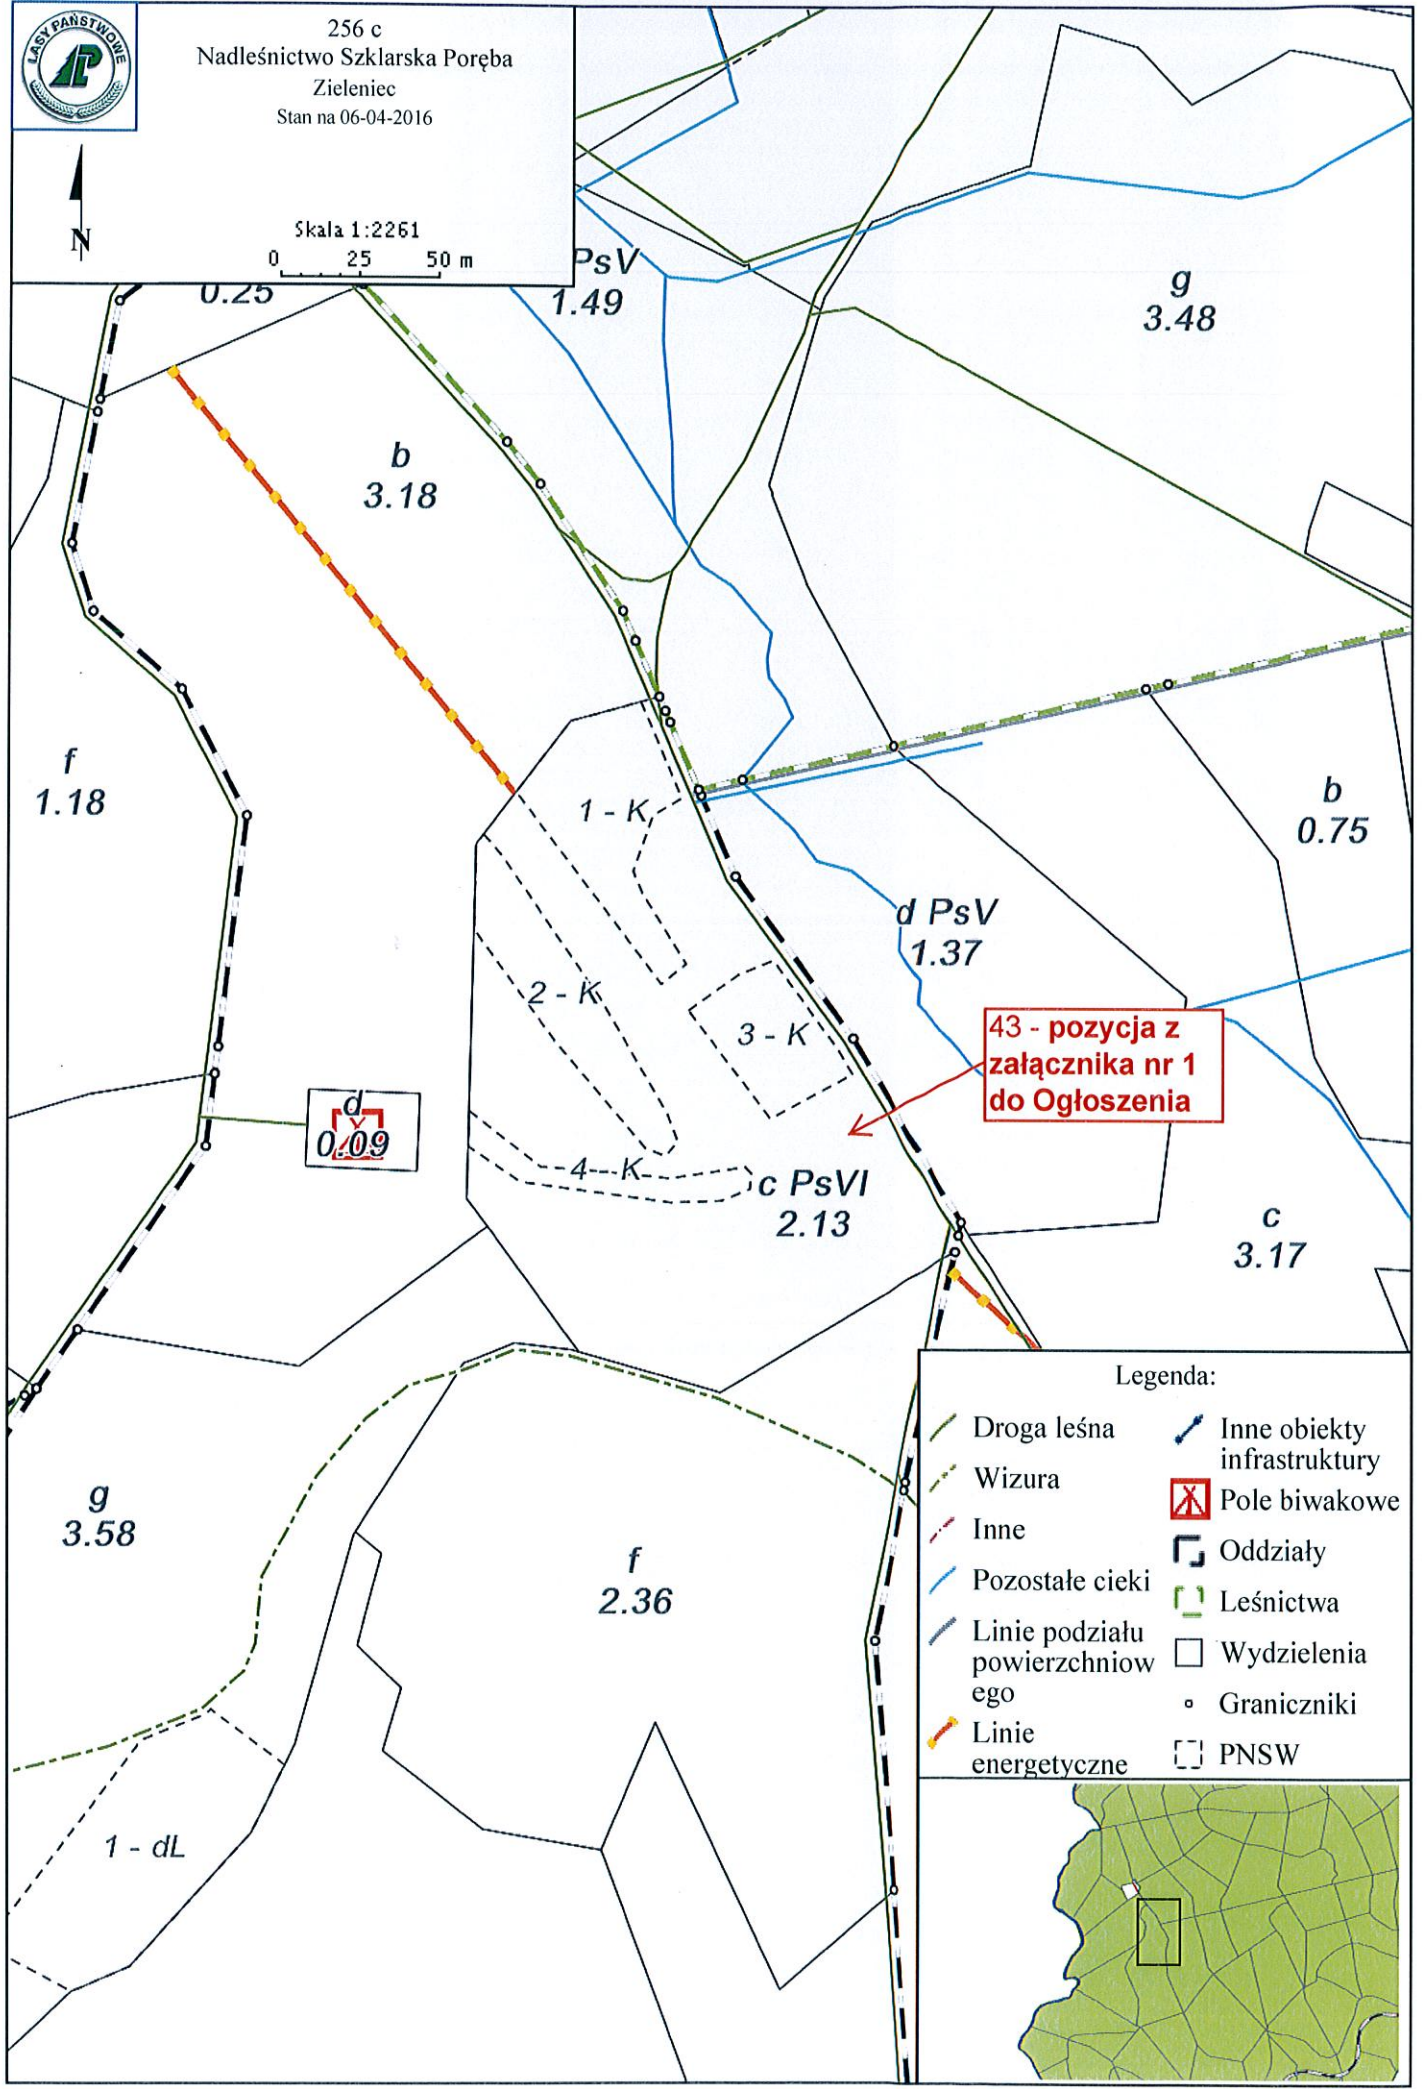 LASY PAŃSTWOWE
256 c
Nadleśnictwo Szklarska Poręba
Zieleniec
Stan na 06-04-2016
N
Skala 1:2261
0 25 50 m
0.25
PsV
1.49
g
3.48
b
3.18
f
1.18
1 - K
b
0.75
d PsV
1.37
2 - K
3 - K
43 - pozycja z
załącznika nr 1
do Ogłoszenia
d
0.09
4 - K
c PsVI
2.13
c
3.17
g
3.58
f
2.36
1 - dL
Legenda:
Droga leśna
Wizura
Inne
Pozostałe cieki
Linie podziału
powierzchniow
ego
Linie
energetyczne
Inne obiekty
infrastruktury
Pole biwakowe
Oddziały
Leśnictwa
Wydzielenia
Graniczniki
PNSW